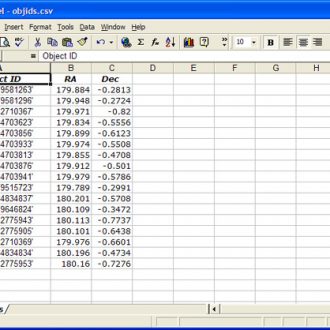 el - objids.csv
nsert Format Tools Data Window Help
10 B
= Object ID
A B C D E F G
ct ID RA Dec
9581263' 179.884 -0.2813
9581296' 179.948 -0.2724
2710367' 179.971 -0.82
4703623' 179.834 -0.5556
4703856' 179.899 -0.6123
4703933' 179.974 -0.5508
4703813' 179.855 -0.4708
4703876' 179.912 -0.501
4703941' 179.979 -0.5786
9515723' 179.789 -0.2991
4834837' 180.201 -0.5708
9646824' 180.109 -0.3472
2775943' 180.113 -0.7737
2775905' 180.101 -0.6438
2710369' 179.976 -0.6601
4834834' 180.196 -0.4734
2775953' 180.16 -0.7276
s